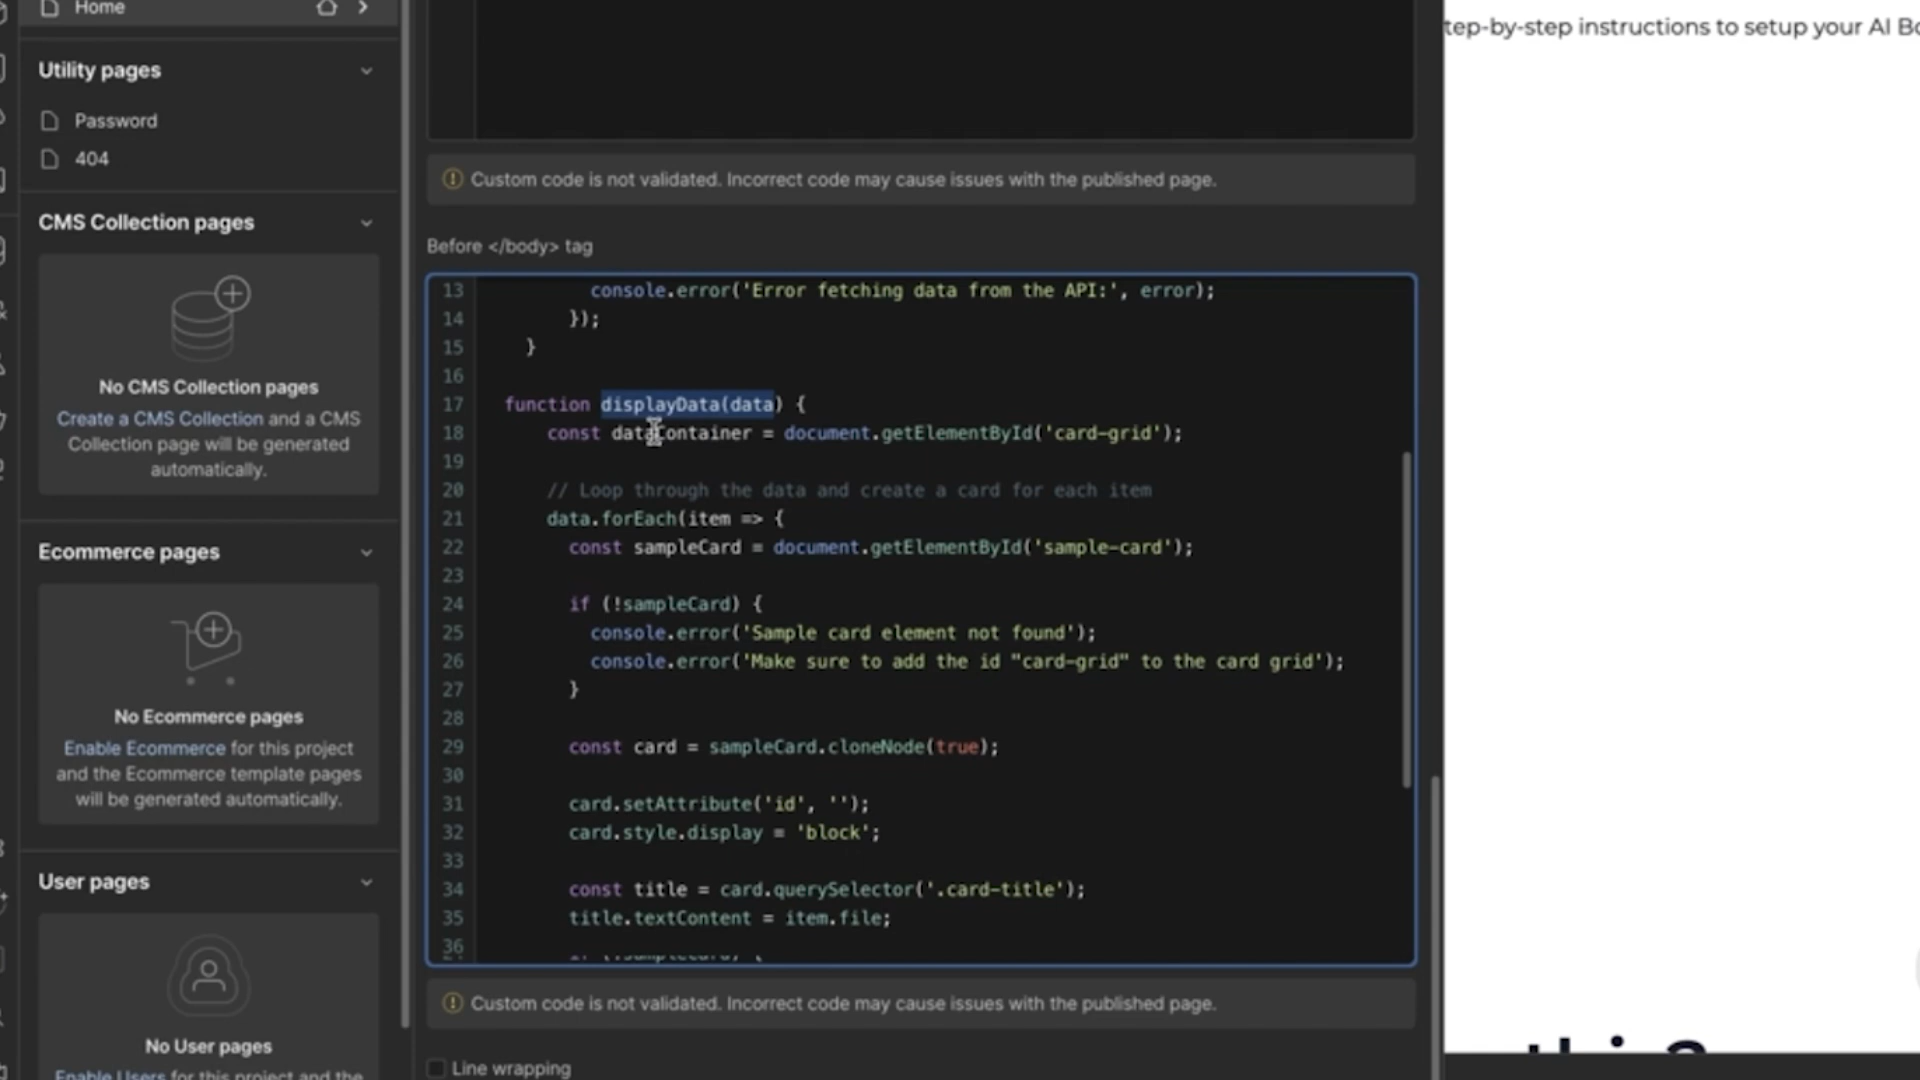 Home
Utility pages
Password
404
CMS Collection pages
No CMS Collection pages
Create a CMS Collection and a CMS
Collection page will be generated
automatically.
Ecommerce pages
No Ecommerce pages
Enable Ecommerce for this project
and the Ecommerce template pages
will be generated automatically.
User pages
No User pages
Enable Users for this project and the
Custom code is not validated. Incorrect code may cause issues with the published page.
Before </body> tag
13 console.error('Error fetching data from the API:', error);
14 });
15 }
16
17 function displayData(data) {
18 const dataContainer = document.getElementById('card-grid');
19
20 // Loop through the data and create a card for each item
21 data.forEach(item => {
22 const sampleCard = document.getElementById('sample-card');
23
24 if (!sampleCard) {
25 console.error('Sample card element not found');
26 console.error('Make sure to add the id "card-grid" to the card grid');
27 }
28
29 const card = sampleCard.cloneNode(true);
30
31 card.setAttribute('id', '');
32 card.style.display = 'block';
33
34 const title = card.querySelector('.card-title');
35 title.textContent = item.file;
36
Custom code is not validated. Incorrect code may cause issues with the published page.
Line wrapping
tep-by-step instructions to setup your AI Bo